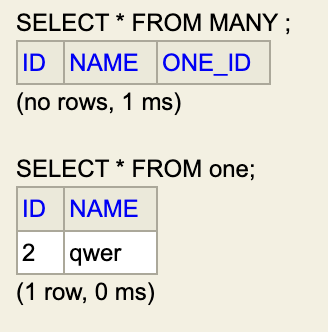 SELECT * FROM MANY ;
ID NAME ONE_ID
(no rows, 1 ms)
SELECT * FROM one;
ID NAME
2 qwer
(1 row, 0 ms)